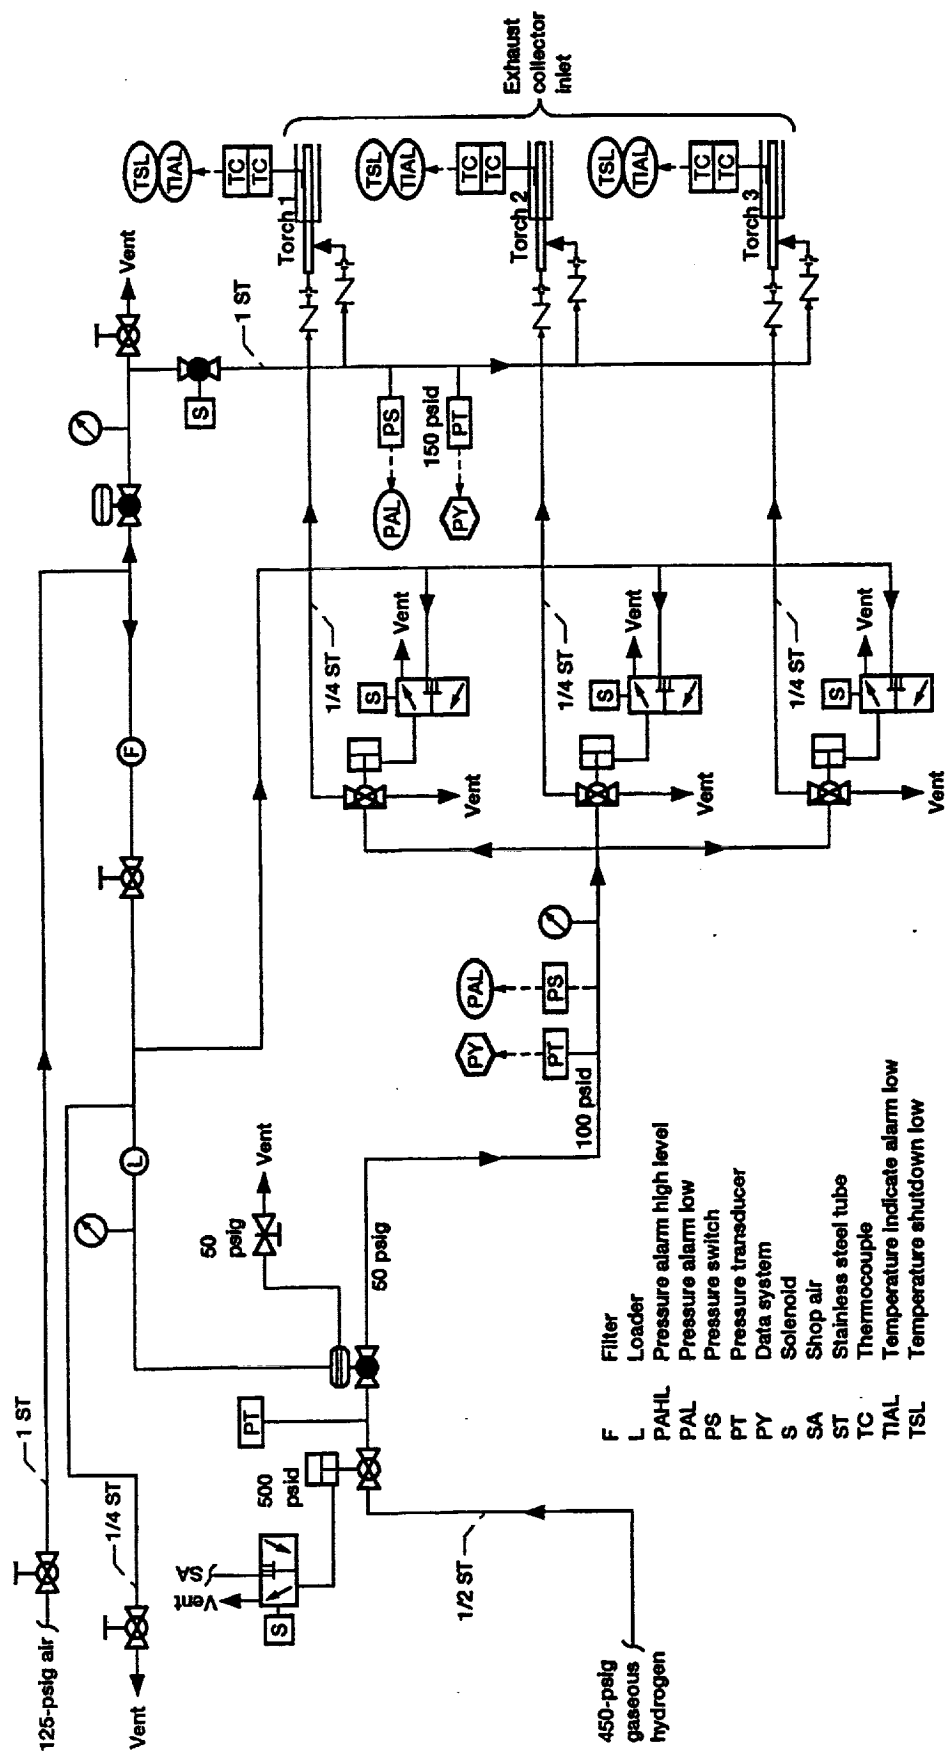 125-psig air
1 ST
Vent
1/4 ST
Vent
TSL
TIAL
TC
TC
Torch 1
S
1 ST
F
L
Vent
SA
S
500
psid
PT
50
psig
Vent
50 psig
1/4 ST
S
Vent
Vent
PAL
PS
150 psid
PY
PT
TSL
TIAL
TC
TC
Torch 2
Exhaust
collector
inlet
1/2 ST
PY
PAL
PT
PS
100 psid
1/4 ST
S
Vent
Vent
TSL
TIAL
TC
TC
Torch 3
450-psig
gaseous
hydrogen
1/4 ST
S
Vent
Vent
F Filter
L Loader
PAHL Pressure alarm high level
PAL Pressure alarm low
PS Pressure switch
PT Pressure transducer
PY Data system
S Solenoid
SA Shop air
ST Stainless steel tube
TC Thermocouple
TIAL Temperature indicate alarm low
TSL Temperature shutdown low